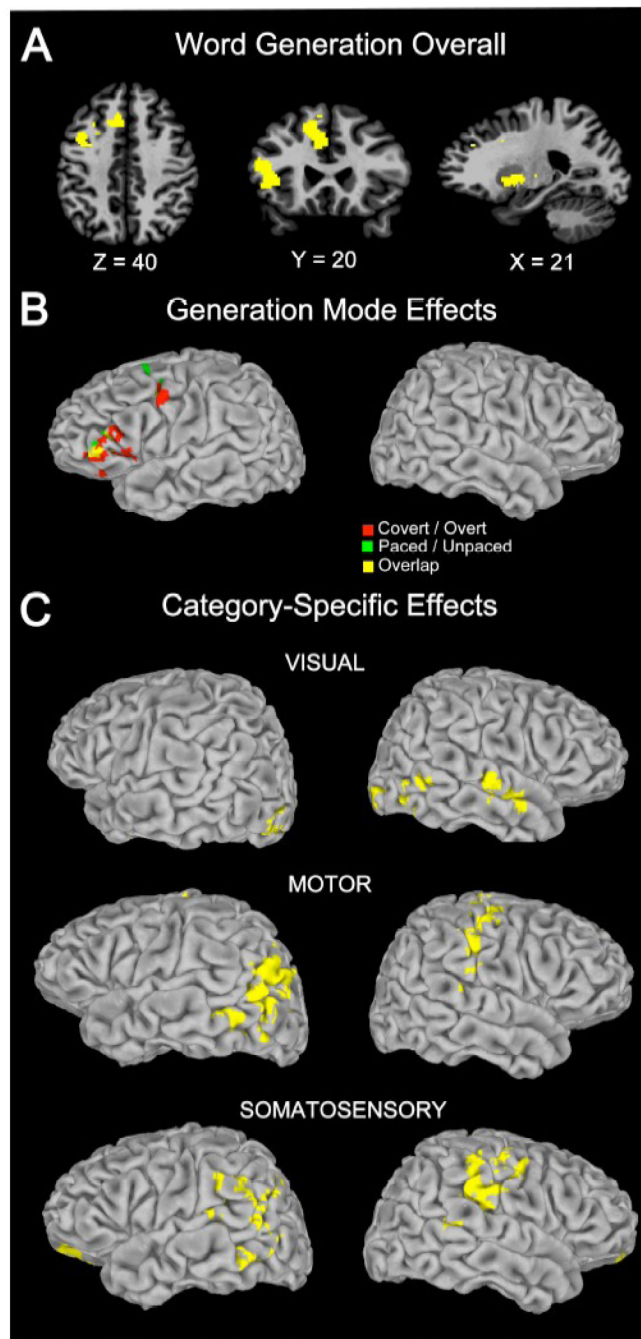 A Word Generation Overall
Z = 40 Y = 20 X = 21
B Generation Mode Effects
Covert / Overt
Paced / Unpaced
Overlap
C Category-Specific Effects
VISUAL
MOTOR
SOMATOSENSORY